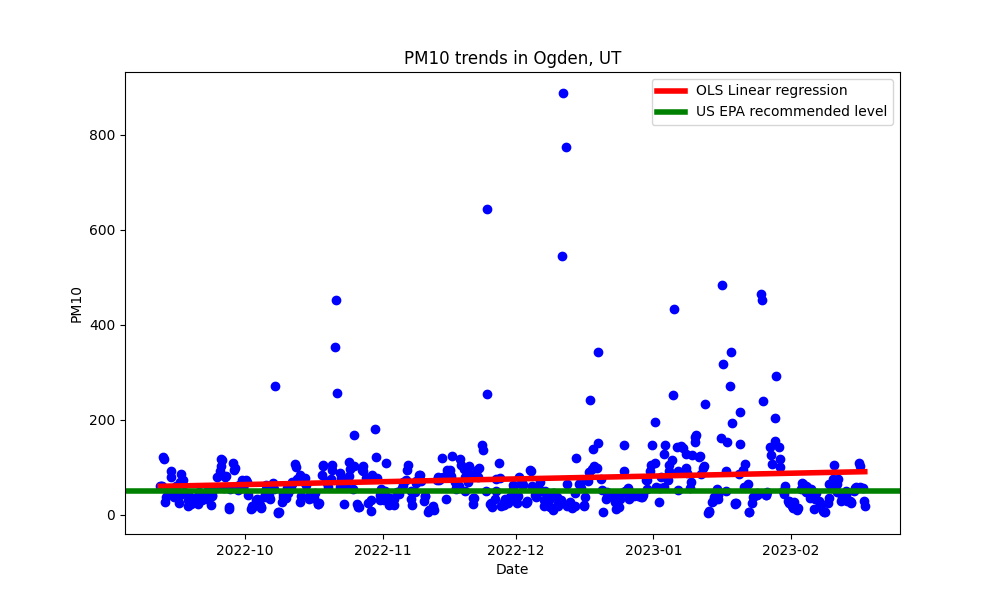 PM10 trends in Ogden, UT
OLS Linear regression
US EPA recommended level
800
600
400
200
0
PM10
2022-10
2022-11
2022-12
2023-01
2023-02
Date